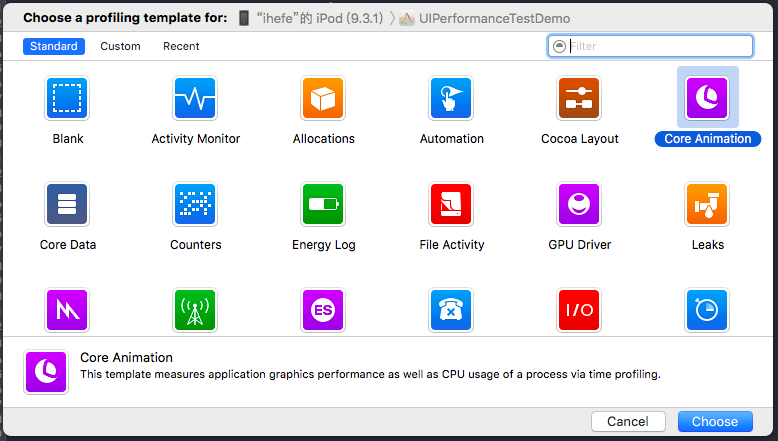 Choose a profiling template for: “ihefe”的 iPod (9.3.1) 〉 UIPerformanceTestDemo
Standard Custom Recent Filter
Blank Activity Monitor Allocations Automation Cocoa Layout Core Animation
Core Data Counters Energy Log File Activity GPU Driver Leaks
ES I/O
Core Animation
This template measures application graphics performance as well as CPU usage of a process via time profiling.
Cancel Choose